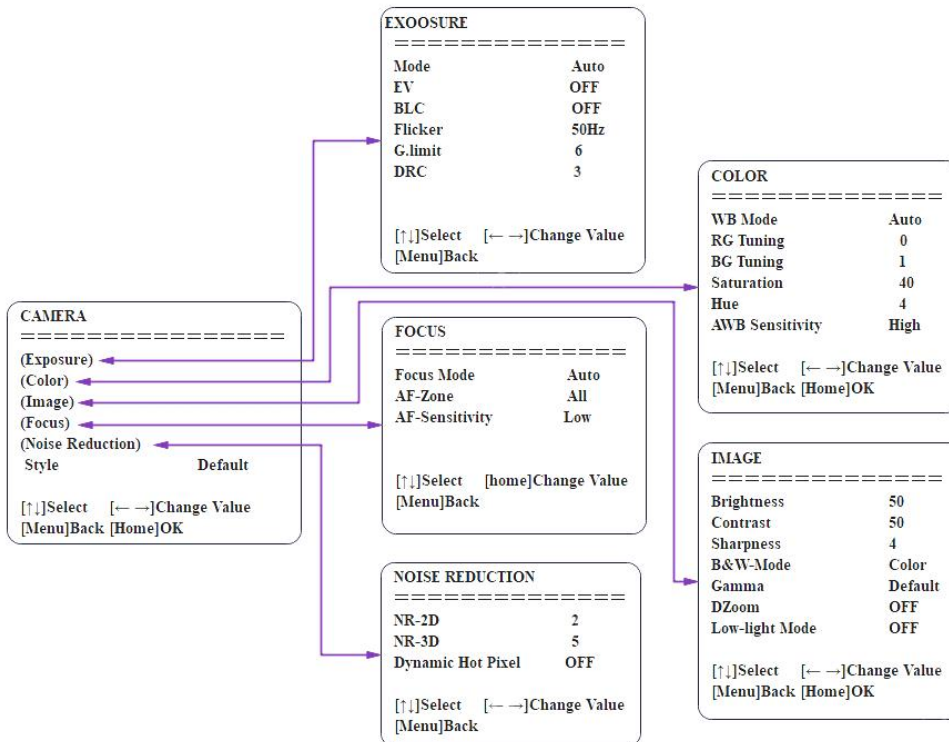 EXOOSURE
===============
Mode Auto
EV OFF
BLC OFF
Flicker 50Hz
G.limit 6
DRC 3
[↑↓]Select [← →]Change Value
[Menu]Back
COLOR
===============
WB Mode Auto
RG Tuning 0
BG Tuning 1
Saturation 40
Hue 4
AWB Sensitivity High
[↑↓]Select [← →]Change Value
[Menu]Back [Home]OK
CAMERA
=================
(Exposure)
(Color)
(Image)
(Focus)
(Noise Reduction)
Style Default
[↑↓]Select [← →]Change Value
[Menu]Back [Home]OK
FOCUS
===============
Focus Mode Auto
AF-Zone All
AF-Sensitivity Low
[↑↓]Select [home]Change Value
[Menu]Back
IMAGE
===============
Brightness 50
Contrast 50
Sharpness 4
B&W-Mode Color
Gamma Default
DZoom OFF
Low-light Mode OFF
[↑↓]Select [← →]Change Value
[Menu]Back [Home]OK
NOISE REDUCTION
===============
NR-2D 2
NR-3D 5
Dynamic Hot Pixel OFF
[↑↓]Select [← →]Change Value
[Menu]Back